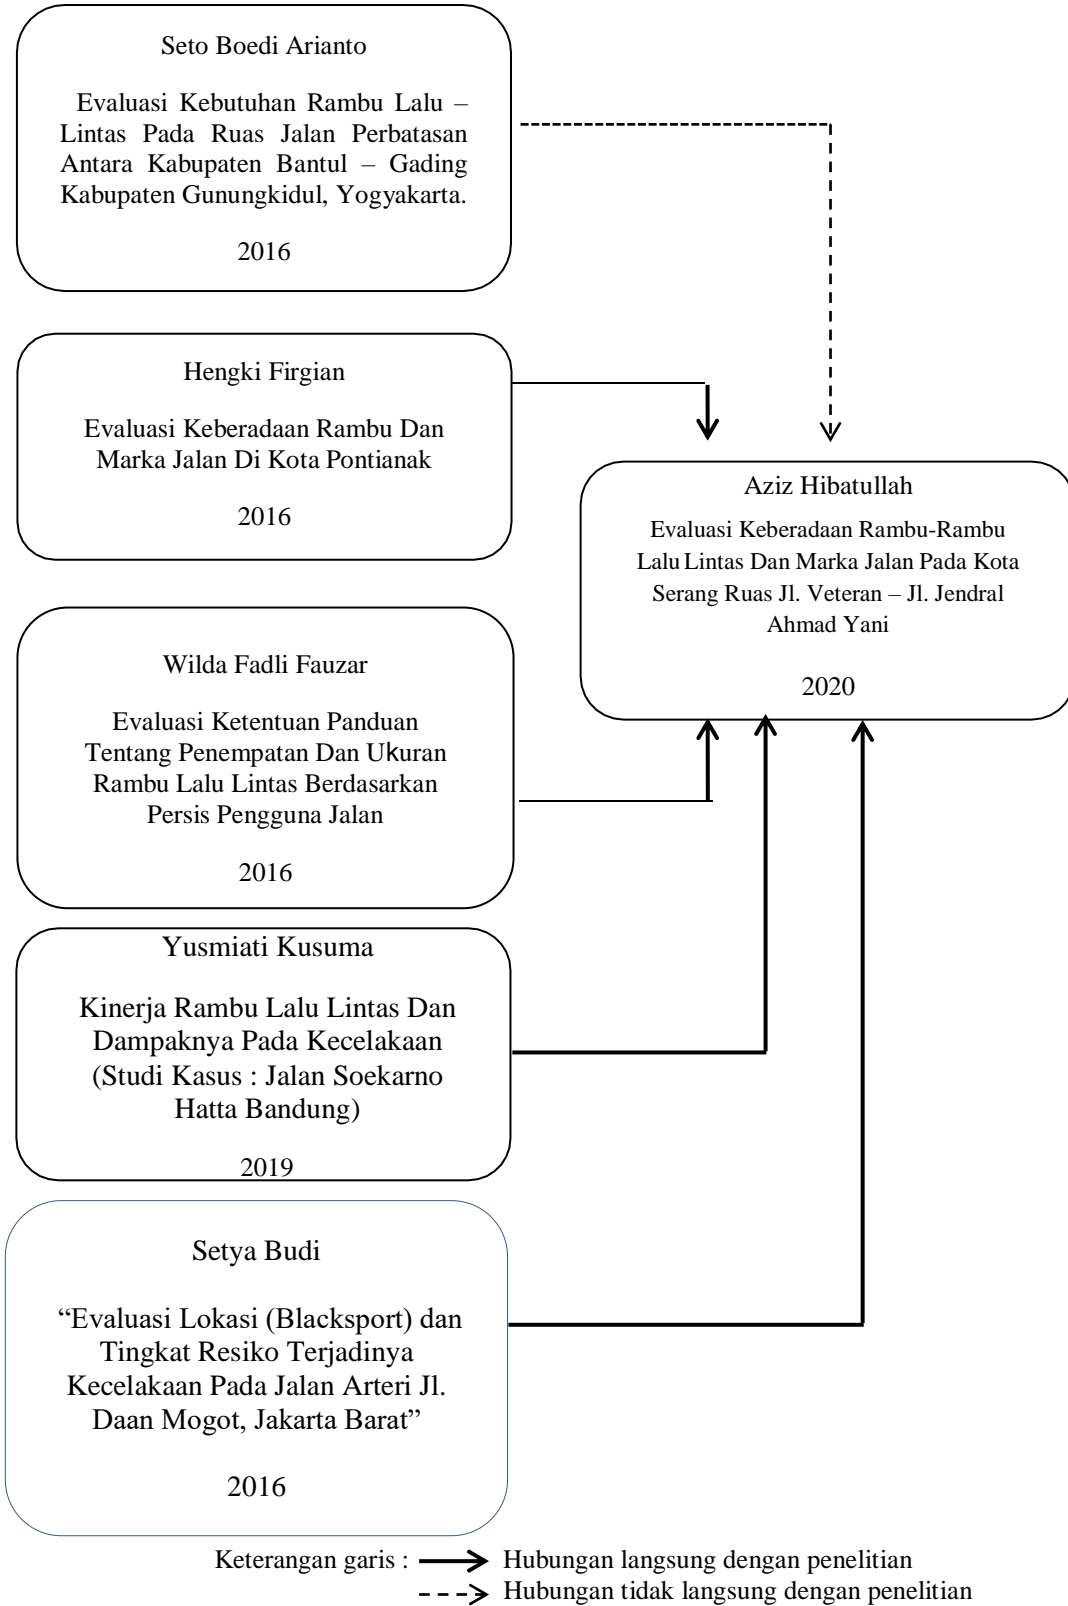 Seto Boedi Arianto
Evaluasi Kebutuhan Rambu Lalu –
Lintas Pada Ruas Jalan Perbatasan
Antara Kabupaten Bantul – Gading
Kabupaten Gunungkidul, Yogyakarta.
2016
Hengki Firgian
Evaluasi Keberadaan Rambu Dan
Marka Jalan Di Kota Pontianak
2016
Wilda Fadli Fauzar
Evaluasi Ketentuan Panduan
Tentang Penempatan Dan Ukuran
Rambu Lalu Lintas Berdasarkan
Persis Pengguna Jalan
2016
Yusmiati Kusuma
Kinerja Rambu Lalu Lintas Dan
Dampaknya Pada Kecelakaan
(Studi Kasus : Jalan Soekarno
Hatta Bandung)
2019
Setya Budi
“Evaluasi Lokasi (Blacksport) dan
Tingkat Resiko Terjadinya
Kecelakaan Pada Jalan Arteri Jl.
Daan Mogot, Jakarta Barat”
2016
Aziz Hibatullah
Evaluasi Keberadaan Rambu-Rambu
Lalu Lintas Dan Marka Jalan Pada Kota
Serang Ruas Jl. Veteran – Jl. Jendral
Ahmad Yani
2020
Keterangan garis : Hubungan langsung dengan penelitian
Hubungan tidak langsung dengan penelitian